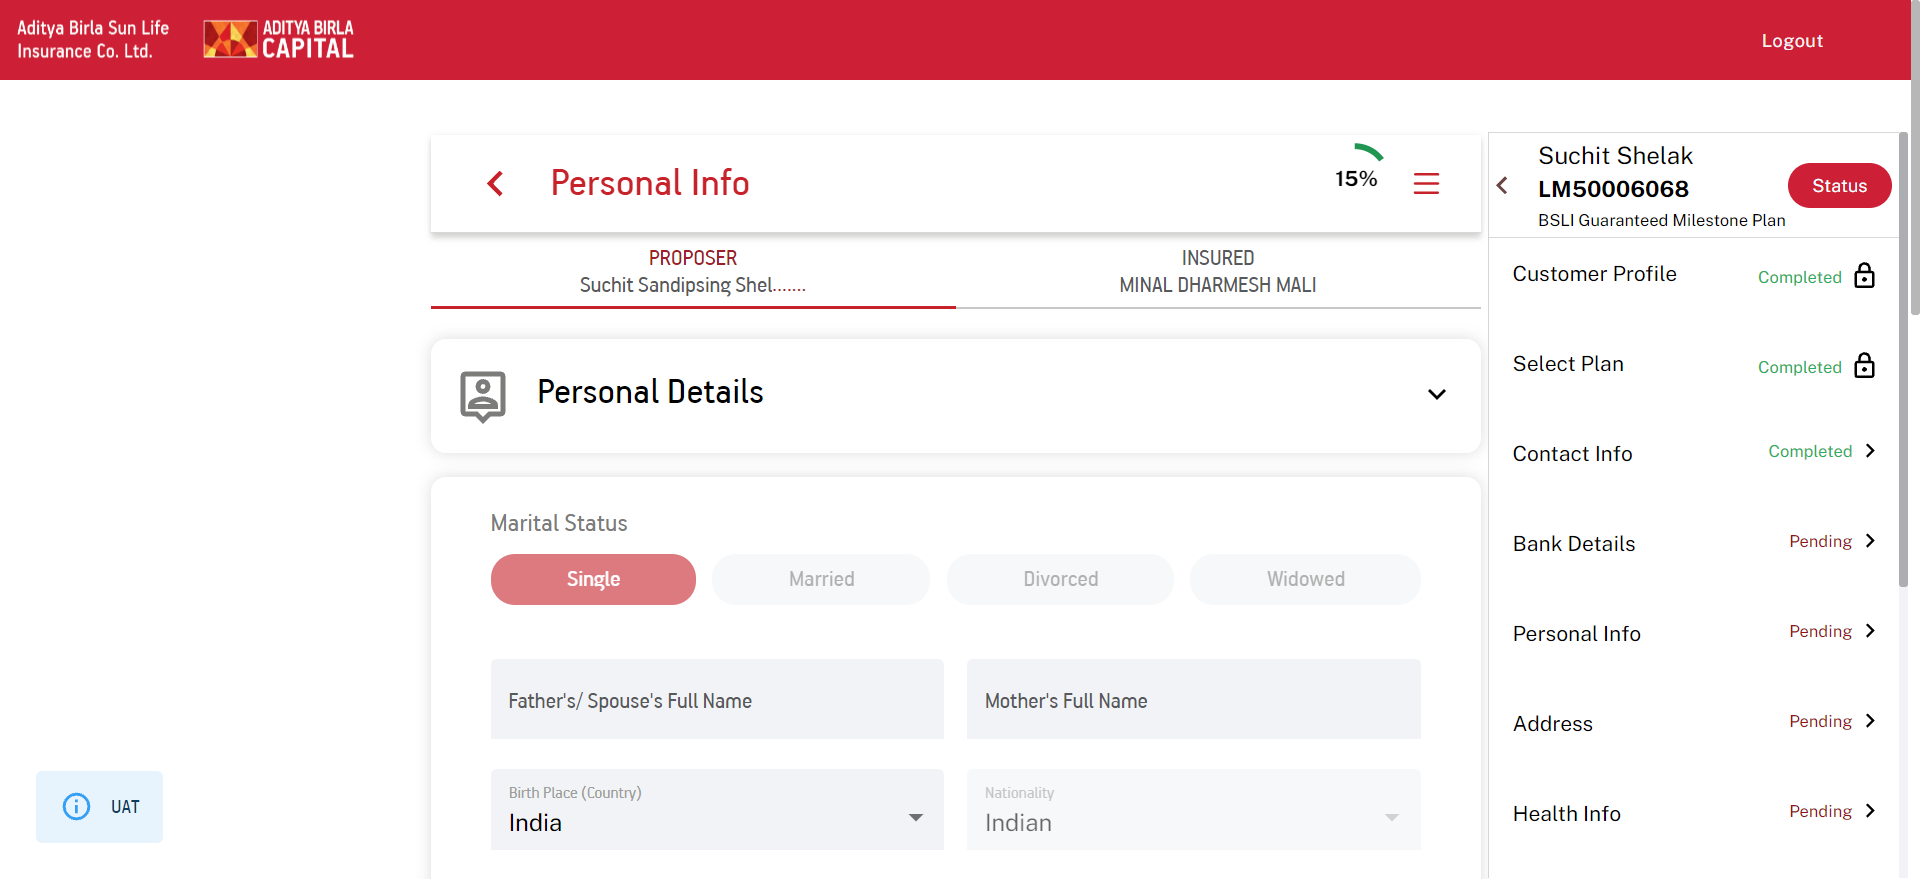 Aditya Birla Sun Life
Insurance Co. Ltd.
ADITYA BIRLA
CAPITAL
Logout
Personal Info
15%
PROPOSER
Suchit Sandipsing Shel.......
INSURED
MINAL DHARMESH MALI
Personal Details
Marital Status
Single
Married
Divorced
Widowed
Father's/ Spouse's Full Name
Mother's Full Name
Birth Place (Country)
India
Nationality
Indian
UAT
Suchit Shelak
LM50006068
BSLI Guaranteed Milestone Plan
Status
Customer Profile
Completed
Select Plan
Completed
Contact Info
Completed
Bank Details
Pending
Personal Info
Pending
Address
Pending
Health Info
Pending